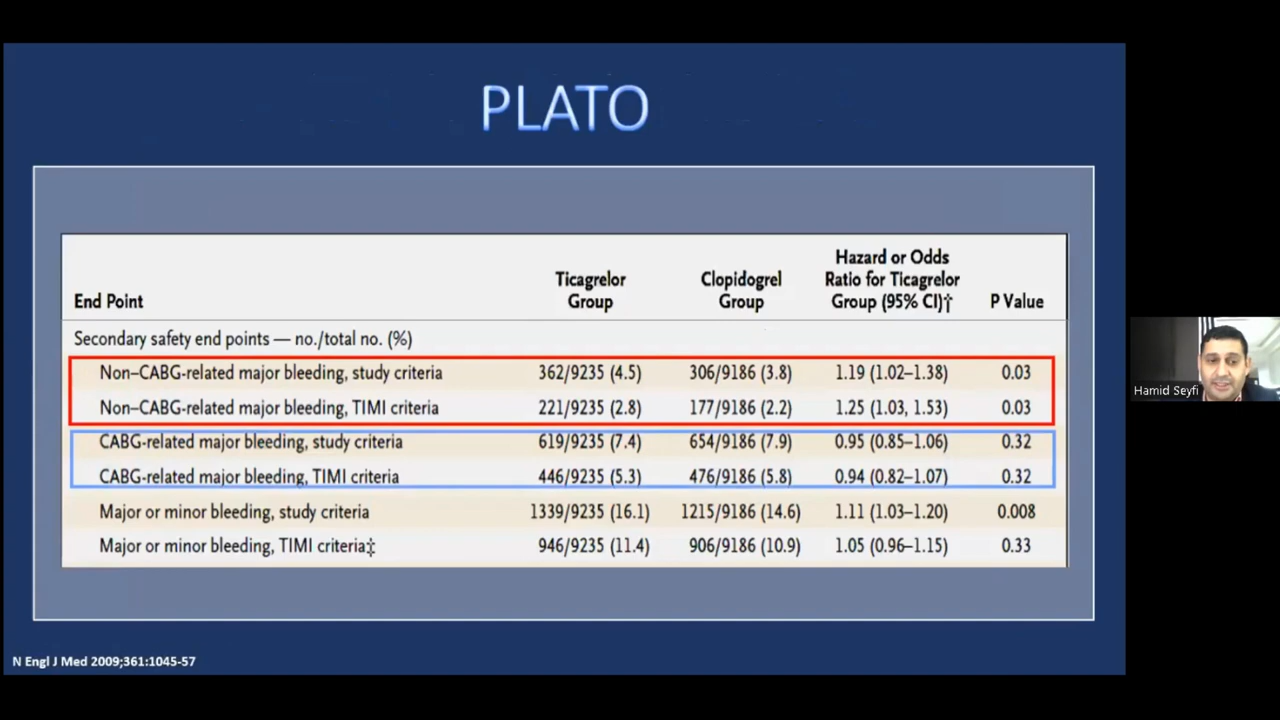 PLATO
End Point
Ticagrelor Group
Clopidogrel Group
Hazard or Odds Ratio for Ticagrelor Group (95% CI)†
P Value
Secondary safety end points — no./total no. (%)
Non–CABG-related major bleeding, study criteria 362/9235 (4.5) 306/9186 (3.8) 1.19 (1.02–1.38) 0.03
Non–CABG-related major bleeding, TIMI criteria 221/9235 (2.8) 177/9186 (2.2) 1.25 (1.03, 1.53) 0.03
CABG-related major bleeding, study criteria 619/9235 (7.4) 654/9186 (7.9) 0.95 (0.85–1.06) 0.32
CABG-related major bleeding, TIMI criteria 446/9235 (5.3) 476/9186 (5.8) 0.94 (0.82–1.07) 0.32
Major or minor bleeding, study criteria 1339/9235 (16.1) 1215/9186 (14.6) 1.11 (1.03–1.20) 0.008
Major or minor bleeding, TIMI criteria‡ 946/9235 (11.4) 906/9186 (10.9) 1.05 (0.96–1.15) 0.33
N Engl J Med 2009;361:1045-57
Hamid Seyfi